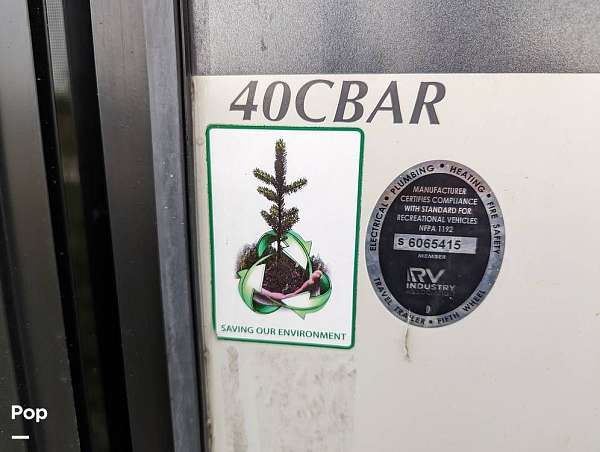 40CBAR
SAVING OUR ENVIRONMENT
ELECTRICAL • PLUMBING • HEATING • FIRE SAFETY
MANUFACTURER
CERTIFIES COMPLIANCE
WITH STANDARD FOR
RECREATIONAL VEHICLES
NFPA 1192
S 6065415
MEMBER
RV
INDUSTRY
TRAVEL TRAILER • FIFTH WHEEL
Pop